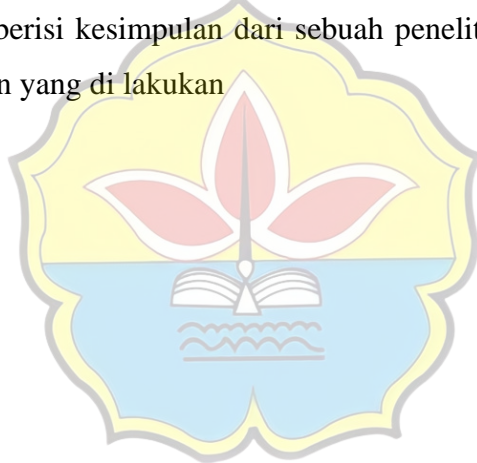 berisi kesimpulan dari sebuah penelit
n yang di lakukan